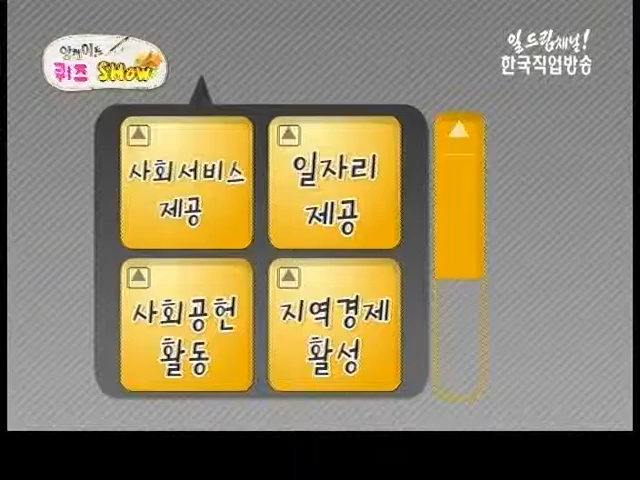 퀴즈 SHOW
일드림채널!
한국직업방송
사회서비스
제공
일자리
제공
사회공헌
활동
지역경제
활성